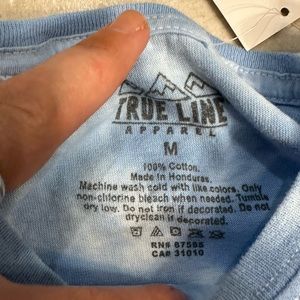 TRUE LINE
APPAREL
M
100% Cotton.
Made in Honduras.
Machine wash cold with like colors. Only
non-chlorine bleach when needed. Tumble
dry low. Do not iron if decorated. Do not
dryclean if decorated.
RN# 87585
CA# 31010